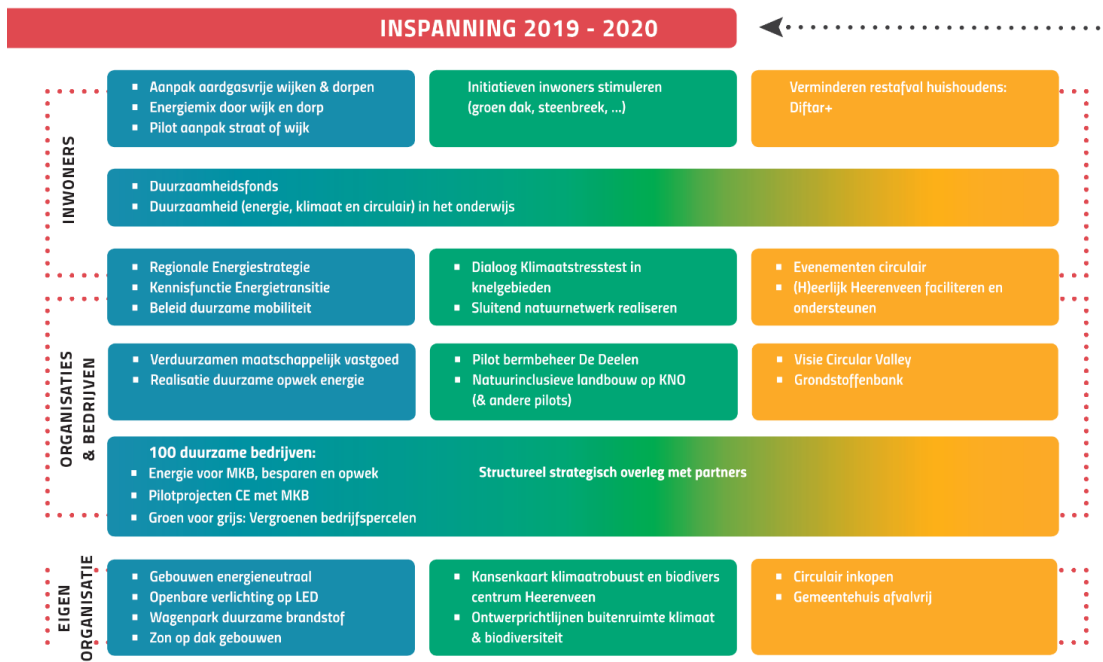 INSPANNING 2019 - 2020
INWONERS
▪ Aanpak aardgasvrije wijken & dorpen
▪ Energiemix door wijk en dorp
▪ Pilot aanpak straat of wijk
Initiatieven inwoners stimuleren
(groen dak, steenbreek, ...)
Verminderen restafval huishoudens:
Diftar+
▪ Duurzaamheidsfonds
▪ Duurzaamheid (energie, klimaat en circulair) in het onderwijs
▪ Regionale Energiestrategie
▪ Kennisfunctie Energietransitie
▪ Beleid duurzame mobiliteit
▪ Dialoog Klimaatstresstest in
knelgebieden
▪ Sluitend natuurnetwerk realiseren
▪ Evenementen circulair
▪ (H)eerlijk Heerenveen faciliteren en
ondersteunen
ORGANISATIES
& BEDRIJVEN
▪ Verduurzamen maatschappelijk vastgoed
▪ Realisatie duurzame opwek energie
▪ Pilot bermbeheer De Deelen
▪ Natuurinclusieve landbouw op KNO
(& andere pilots)
▪ Visie Circular Valley
▪ Grondstoffenbank
100 duurzame bedrijven:
▪ Energie voor MKB, besparen en opwek
▪ Pilotprojecten CE met MKB
▪ Groen voor grijs: Vergroenen bedrijfspercelen
Structureel strategisch overleg met partners
EIGEN
ORGANISATIE
▪ Gebouwen energieneutraal
▪ Openbare verlichting op LED
▪ Wagenpark duurzame brandstof
▪ Zon op dak gebouwen
▪ Kansenkaart klimaatrobuust en biodivers
centrum Heerenveen
▪ Ontwerprichtlijnen buitenruimte klimaat
& biodiversiteit
▪ Circulair inkopen
▪ Gemeentehuis afvalvrij